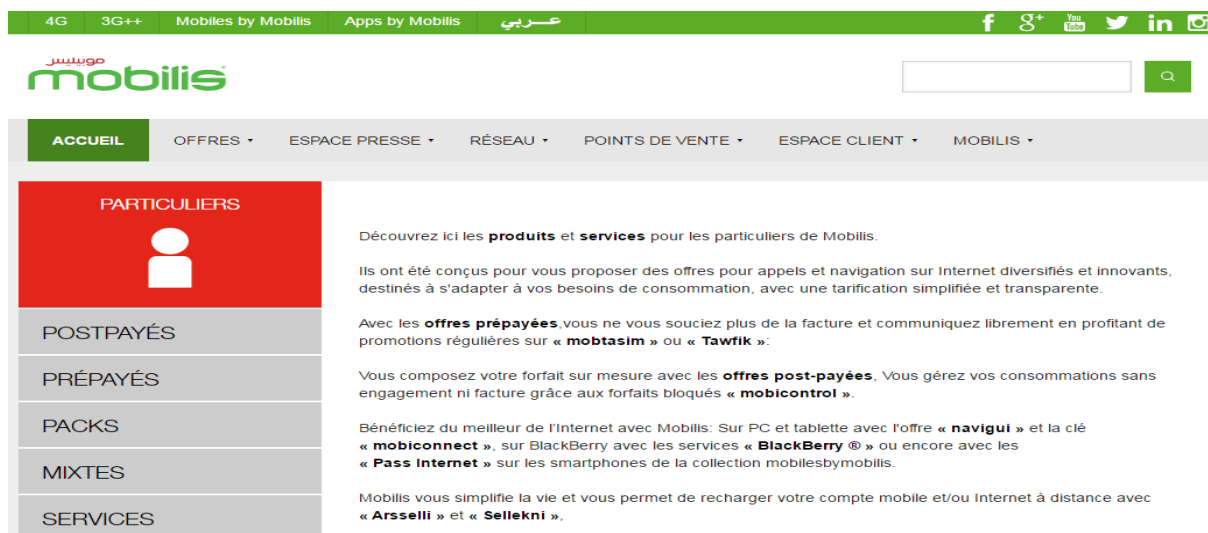 4G 3G++ Mobiles by Mobilis Apps by Mobilis عـــربي
f g+ You Tube in
موبيليس
mobilis
ACCUEIL OFFRES ESPACE PRESSE RÉSEAU POINTS DE VENTE ESPACE CLIENT MOBILIS
PARTICULIERS
POSTPAYÉS
PRÉPAYÉS
PACKS
MIXTES
SERVICES
Découvrez ici les produits et services pour les particuliers de Mobilis.
Ils ont été conçus pour vous proposer des offres pour appels et navigation sur Internet diversifiés et innovants,
destinés à s'adapter à vos besoins de consommation, avec une tarification simplifiée et transparente.
Avec les offres prépayées,vous ne vous souciez plus de la facture et communiquez librement en profitant de
promotions régulières sur « mobtasim » ou « Tawfik »:
Vous composez votre forfait sur mesure avec les offres post-payées, Vous gérez vos consommations sans
engagement ni facture grâce aux forfaits bloqués « mobicontrol ».
Bénéficiez du meilleur de l'Internet avec Mobilis: Sur PC et tablette avec l'offre « navigui » et la clé
« mobiconnect », sur BlackBerry avec les services « BlackBerry ® » ou encore avec les
« Pass Internet » sur les smartphones de la collection mobilesbymobilis.
Mobilis vous simplifie la vie et vous permet de recharger votre compte mobile et/ou Internet à distance avec
« Arsselli » et « Sellekni »,